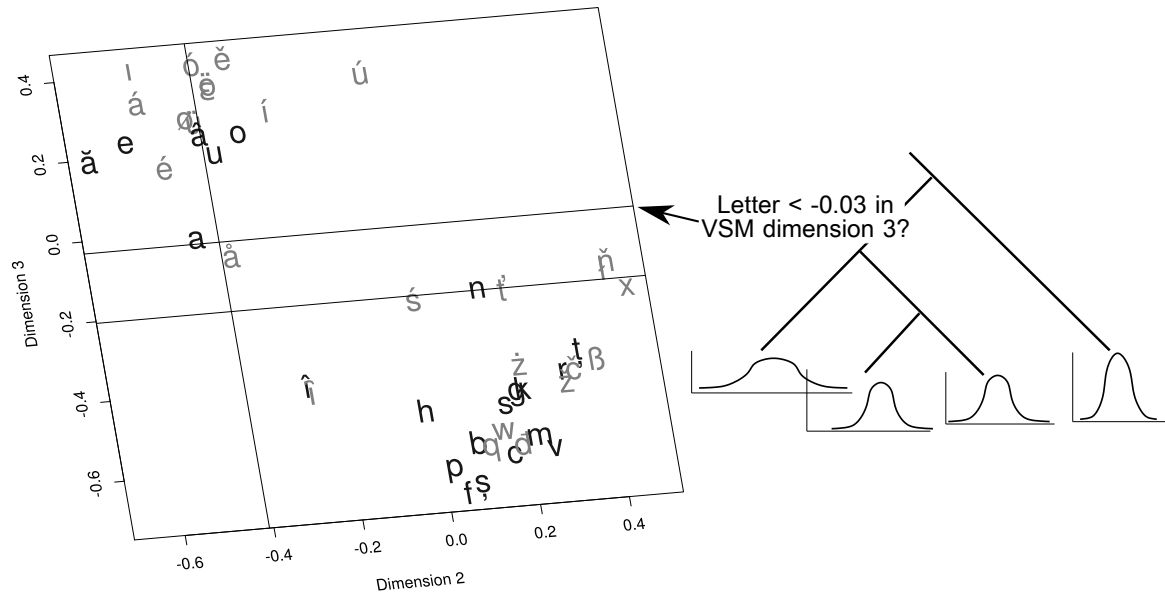 ı ó ě
ú
0.4
á ë
ø í
ă e â u o
0.2
é
a
0.0
å
ň
n ť x
ś
-0.2
ţ
ż r č ß
ź
î
g k
-0.4
h s
w m
b q đ v
c
p
f ș
-0.6
Dimension 3
-0.6 -0.4 -0.2 0.0 0.2 0.4
Dimension 2
Letter < -0.03 in
VSM dimension 3?